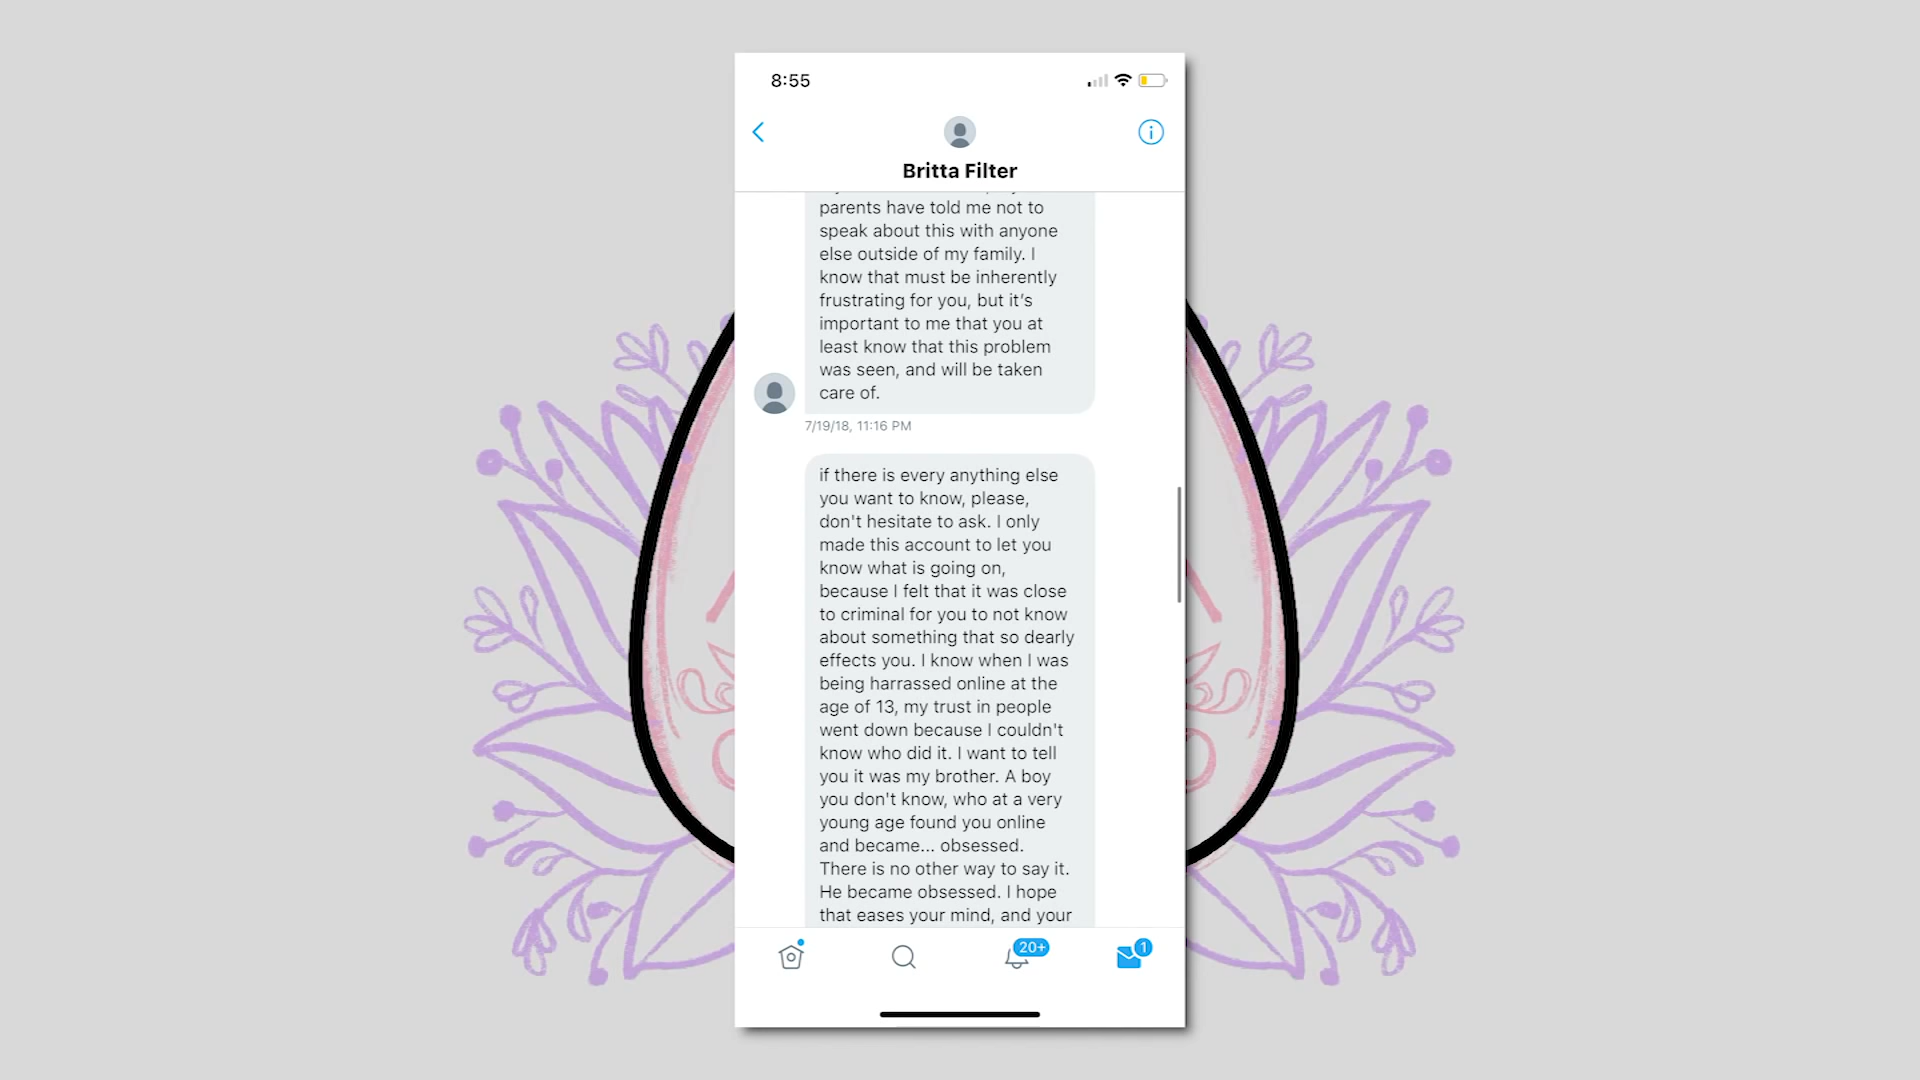 8:55
Britta Filter
parents have told me not to
speak about this with anyone
else outside of my family. I
know that must be inherently
frustrating for you, but it's
important to me that you at
least know that this problem
was seen, and will be taken
care of.
7/19/18, 11:16 PM
if there is every anything else
you want to know, please,
don't hesitate to ask. I only
made this account to let you
know what is going on,
because I felt that it was close
to criminal for you to not know
about something that so dearly
effects you. I know when I was
being harrassed online at the
age of 13, my trust in people
went down because I couldn't
know who did it. I want to tell
you it was my brother. A boy
you don't know, who at a very
young age found you online
and became... obsessed.
There is no other way to say it.
He became obsessed. I hope
that eases your mind, and your
20+
1